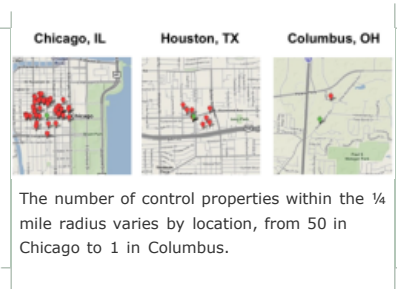 Chicago, IL Houston, TX Columbus, OH
Chicago
The number of control properties within the ¼
mile radius varies by location, from 50 in
Chicago to 1 in Columbus.